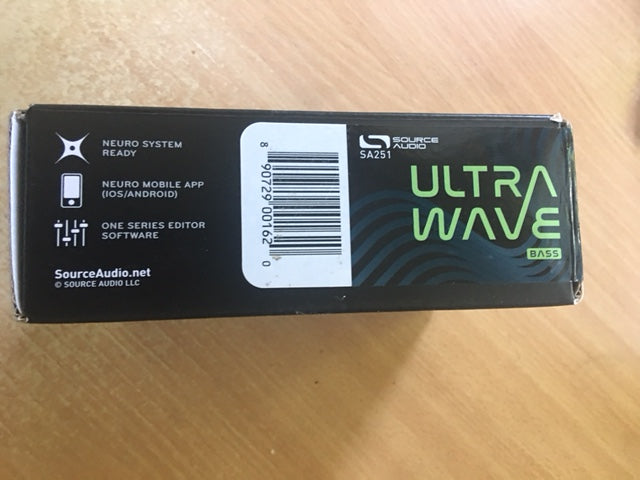 NEURO SYSTEM
READY
NEURO MOBILE APP
(IOS/ANDROID)
ONE SERIES EDITOR
SOFTWARE
SourceAudio.net
© SOURCE AUDIO LLC
8 90729 00162 0
SOURCE
AUDIO
SA251
ULTRA
WAVE
BASS